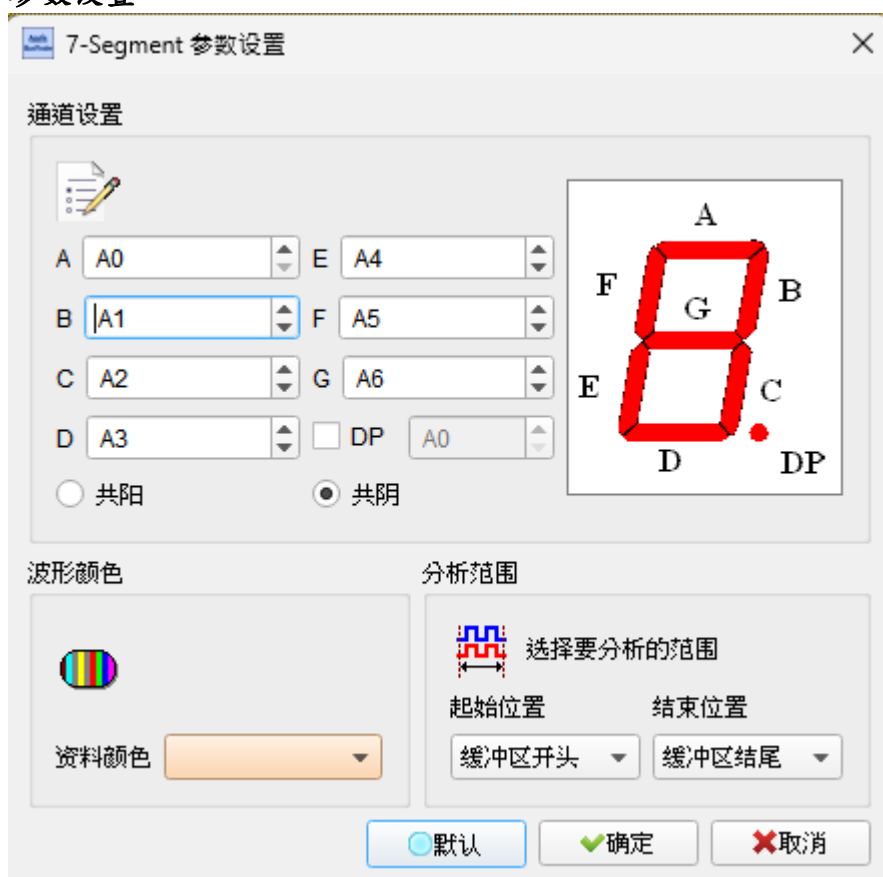 参数设置
7-Segment 参数设置
通道设置
A A0 E A4
B A1 F A5
C A2 G A6
D A3 DP A0
共阳 共阴
A
F B
G
E C
D DP
波形颜色
资料颜色
分析范围
选择要分析的范围
起始位置 结束位置
缓冲区开头 缓冲区结尾
默认 确定 取消